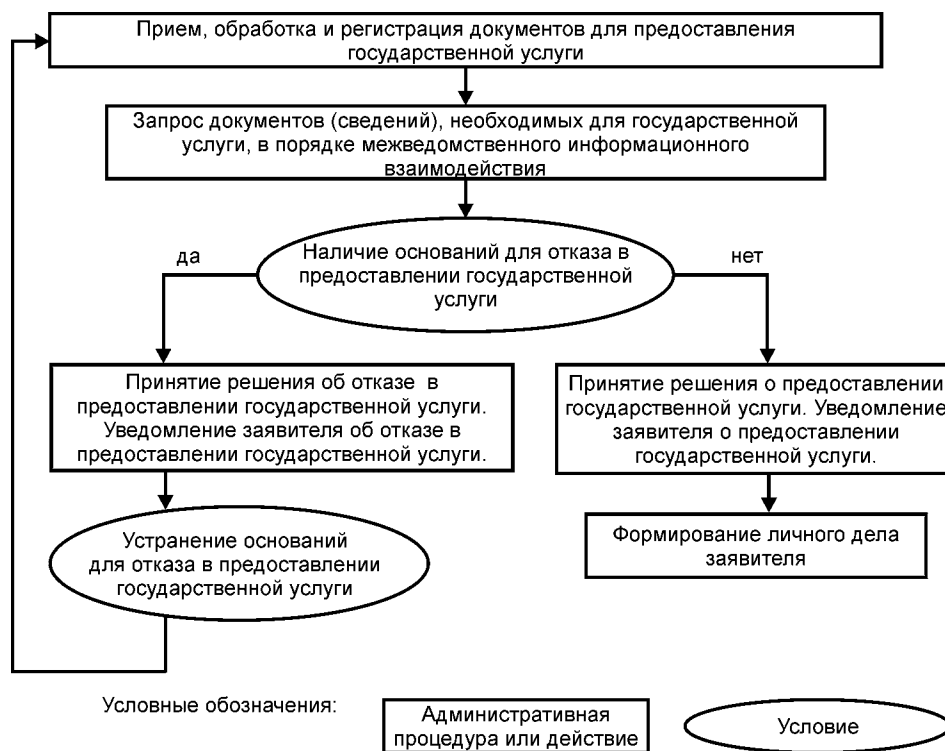 Прием, обработка и регистрация документов для предоставления
государственной услуги
Запрос документов (сведений), необходимых для государственной
услуги, в порядке межведомственного информационного
взаимодействия
да
Наличие оснований для отказа в
предоставлении государственной
услуги
нет
Принятие решения об отказе в
предоставлении государственной услуги.
Уведомление заявителя об отказе в
предоставлении государственной услуги.
Принятие решения о предоставлении
государственной услуги. Уведомление
заявителя о предоставлении
государственной услуги.
Устранение оснований
для отказа в предоставлении
государственной услуги
Формирование личного дела
заявителя
Условные обозначения:
Административная
процедура или действие
Условие